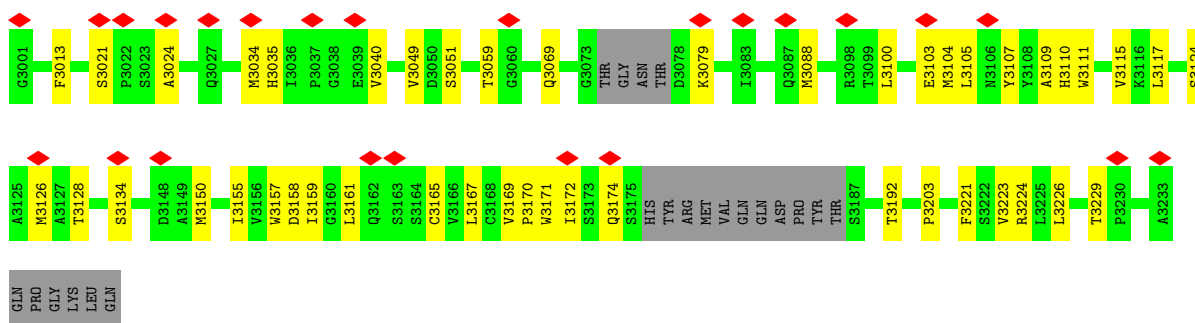 G3001 F3013 S3021 P3022 S3023 A3024 Q3027 M3034 H3035 I3036 P3037 G3038 E3039 V3040 V3049 D3050 S3051 T3059 G3060 Q3069 G3073 THR GLY ASN THR D3078 K3079 I3083 Q3087 M3088 R3098 T3099 L3100 E3103 M3104 L3105 N3106 Y3107 Y3108 A3109 H3110 W3111 V3115 K3116 L3117 S3124
A3125 M3126 A3127 T3128 S3134 D3148 A3149 M3150 I3155 V3156 W3157 D3158 I3159 G3160 L3161 Q3162 S3163 S3164 C3165 V3166 L3167 C3168 V3169 P3170 W3171 I3172 S3173 Q3174 S3175 HIS TYR ARG MET VAL GLN GLN ASP PRO TYR THR S3187 T3192 P3203 F3221 S3222 V3223 R3224 L3225 L3226 T3229 P3230 A3233
GLN PRO GLY LYS LEU GLN